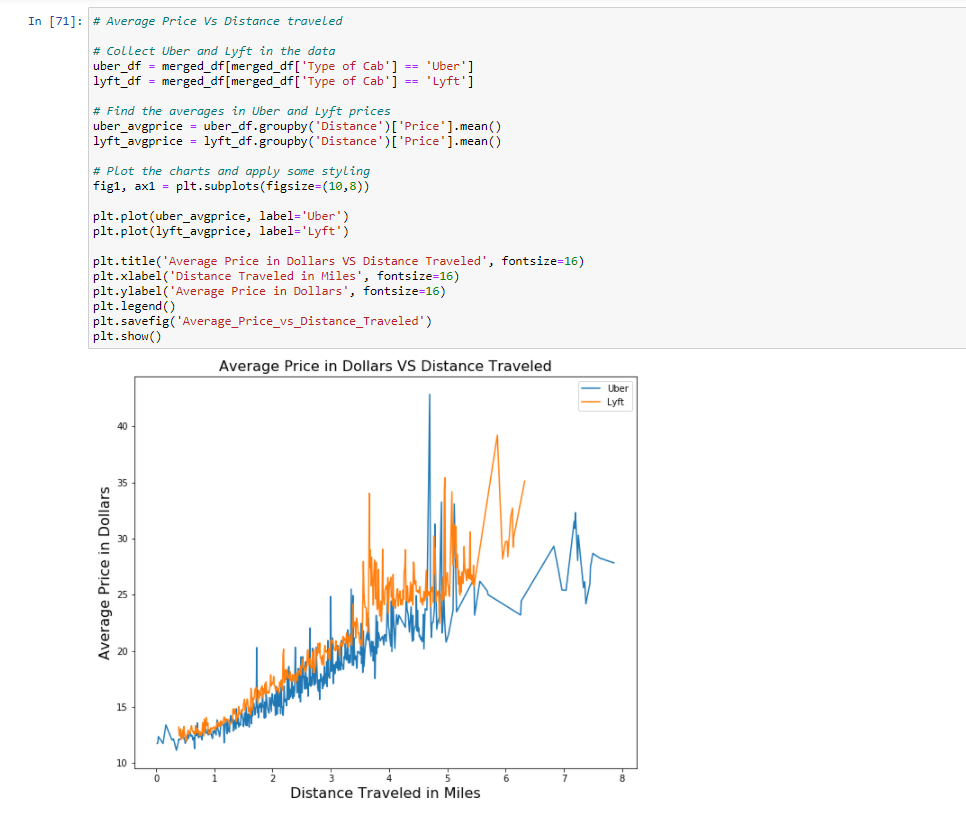 In [71]: # Average Price Vs Distance traveled
# Collect Uber and Lyft in the data
uber_df = merged_df[merged_df['Type of Cab'] == 'Uber']
lyft_df = merged_df[merged_df['Type of Cab'] == 'Lyft']
# Find the averages in Uber and Lyft prices
uber_avgprice = uber_df.groupby('Distance')['Price'].mean()
lyft_avgprice = lyft_df.groupby('Distance')['Price'].mean()
# Plot the charts and apply some styling
fig1, ax1 = plt.subplots(figsize=(10,8))
plt.plot(uber_avgprice, label='Uber')
plt.plot(lyft_avgprice, label='Lyft')
plt.title('Average Price in Dollars VS Distance Traveled', fontsize=16)
plt.xlabel('Distance Traveled in Miles', fontsize=16)
plt.ylabel('Average Price in Dollars', fontsize=16)
plt.legend()
plt.savefig('Average_Price_vs_Distance_Traveled')
plt.show()
Average Price in Dollars VS Distance Traveled
Uber
Lyft
Average Price in Dollars
40
35
30
25
20
15
10
0 1 2 3 4 5 6 7 8
Distance Traveled in Miles